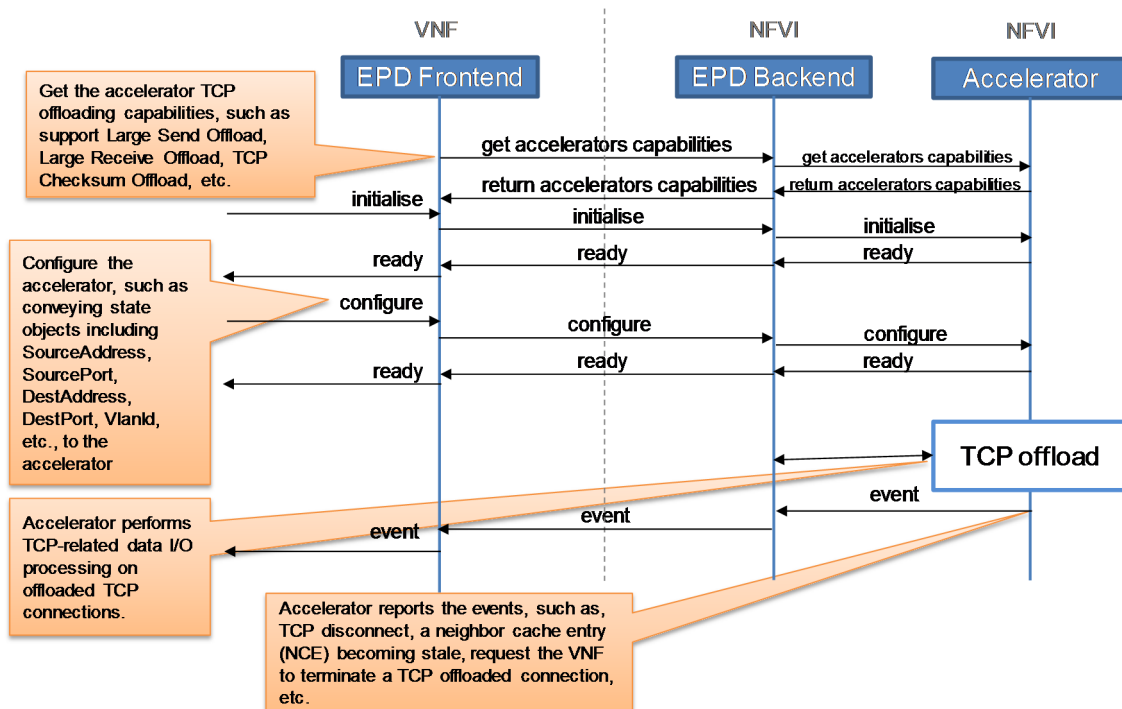 VNF
NFVI
NFVI
EPD Frontend
EPD Backend
Accelerator
Get the accelerator TCP
offloading capabilities, such as
support Large Send Offload,
Large Receive Offload, TCP
Checksum Offload, etc.
get accelerators capabilities
get accelerators capabilities
return accelerators capabilities
return accelerators capabilities
initialise
initialise
initialise
ready
ready
ready
Configure the
accelerator, such as
conveying state
objects including
SourceAddress,
SourcePort,
DestAddress,
DestPort, VlanId,
etc., to the
accelerator
configure
configure
configure
ready
ready
ready
TCP offload
event
event
event
Accelerator performs
TCP-related data I/O
processing on
offloaded TCP
connections.
Accelerator reports the events, such as,
TCP disconnect, a neighbor cache entry
(NCE) becoming stale, request the VNF
to terminate a TCP offloaded connection,
etc.